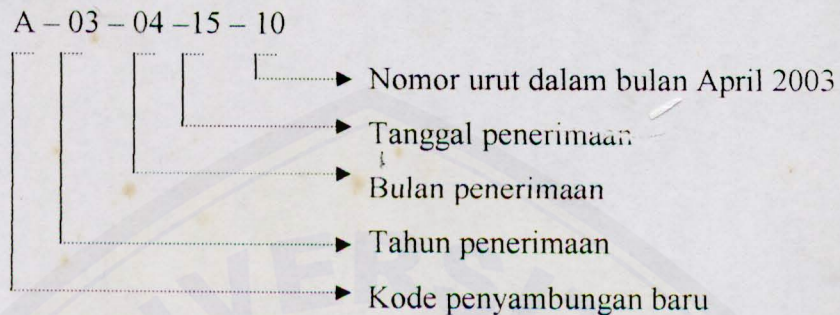 A – 03 – 04 –15 – 10
Nomor urut dalam bulan April 2003
Tanggal penerimaan
Bulan penerimaan
Tahun penerimaan
Kode penyambungan baru